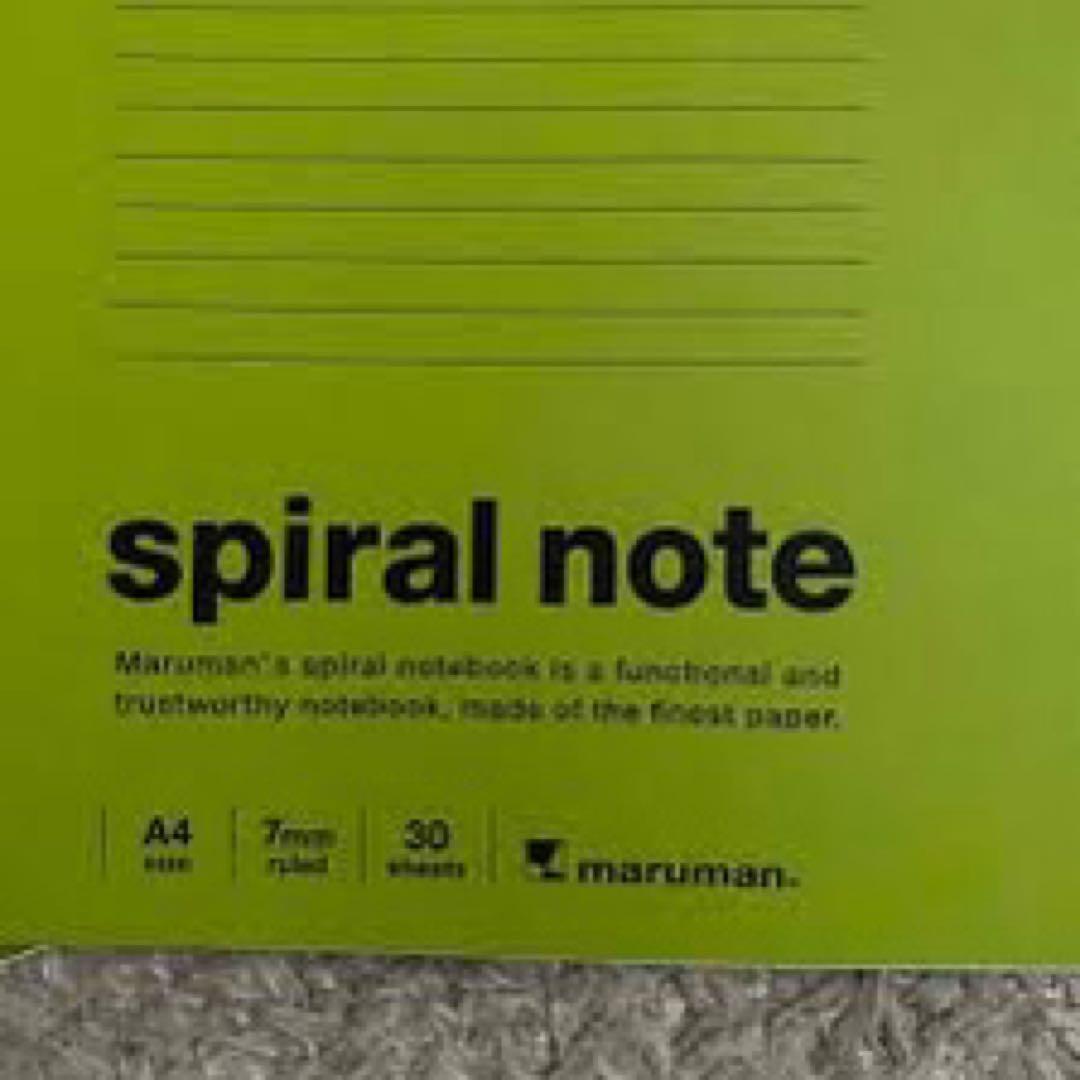 spiral note
Maruman's spiral notebook is a functional and
trustworthy notebook, made of the finest paper.
A4
size
7mm
ruled
30
sheets
maruman.